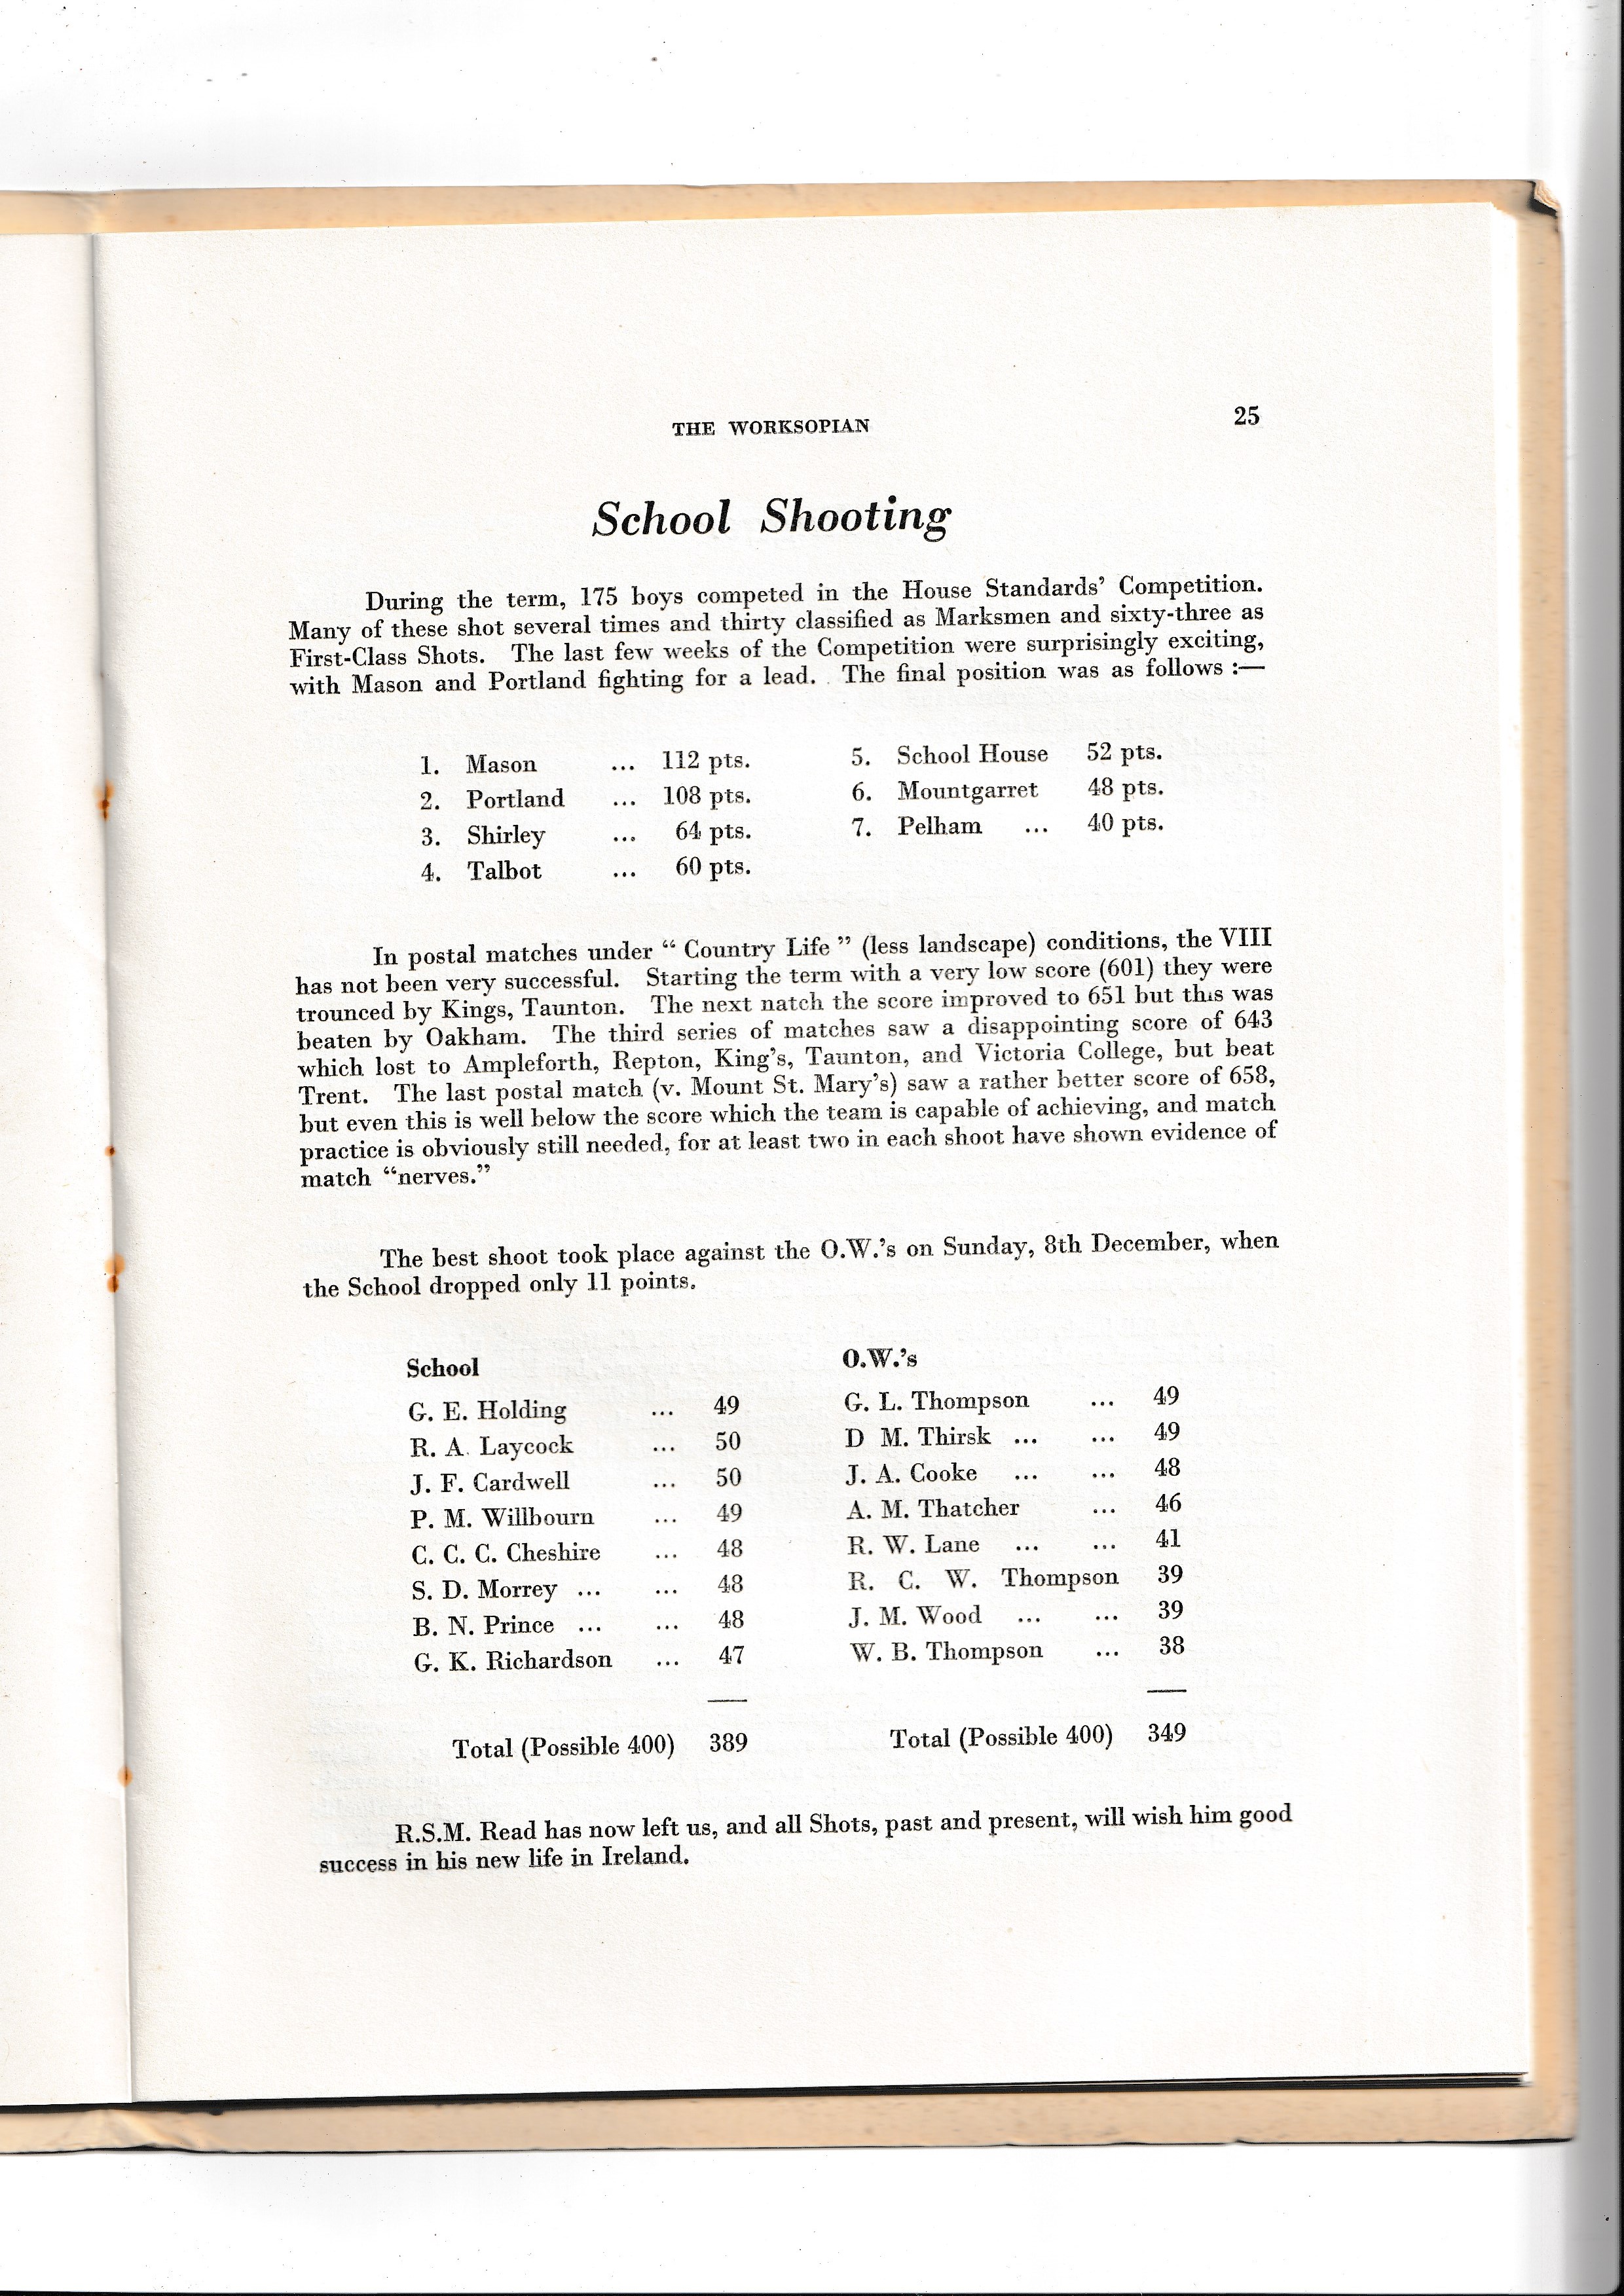 THE WORKSOPIAN 25
School Shooting
During the term, 175 boys competed in the House Standards' Competition.
Many of these shot several times and thirty classified as Marksmen and sixty-three as
First-Class Shots. The last few weeks of the Competition were surprisingly exciting,
with Mason and Portland fighting for a lead. The final position was as follows :—
1. Mason ... 112 pts.
2. Portland ... 108 pts.
3. Shirley ... 64 pts.
4. Talbot ... 60 pts.
5. School House 52 pts.
6. Mountgarret 48 pts.
7. Pelham ... 40 pts.
In postal matches under " Country Life " (less landscape) conditions, the VIII
has not been very successful. Starting the term with a very low score (601) they were
trounced by Kings, Taunton. The next natch the score improved to 651 but this was
beaten by Oakham. The third series of matches saw a disappointing score of 643
which lost to Ampleforth, Repton, King's, Taunton, and Victoria College, but beat
Trent. The last postal match (v. Mount St. Mary's) saw a rather better score of 658,
but even this is well below the score which the team is capable of achieving, and match
practice is obviously still needed, for at least two in each shoot have shown evidence of
match "nerves."
The best shoot took place against the O.W.'s on Sunday, 8th December, when
the School dropped only 11 points.
School
G. E. Holding ... 49
R. A. Laycock ... 50
J. F. Cardwell ... 50
P. M. Willbourn ... 49
C. C. C. Cheshire ... 48
S. D. Morrey ... ... 48
B. N. Prince ... ... 48
G. K. Richardson ... 47
Total (Possible 400) 389
O.W.'s
G. L. Thompson ... 49
D M. Thirsk ... ... 49
J. A. Cooke ... ... 48
A. M. Thatcher ... 46
R. W. Lane ... ... 41
R. C. W. Thompson 39
J. M. Wood ... ... 39
W. B. Thompson ... 38
Total (Possible 400) 349
R.S.M. Read has now left us, and all Shots, past and present, will wish him good
success in his new life in Ireland.